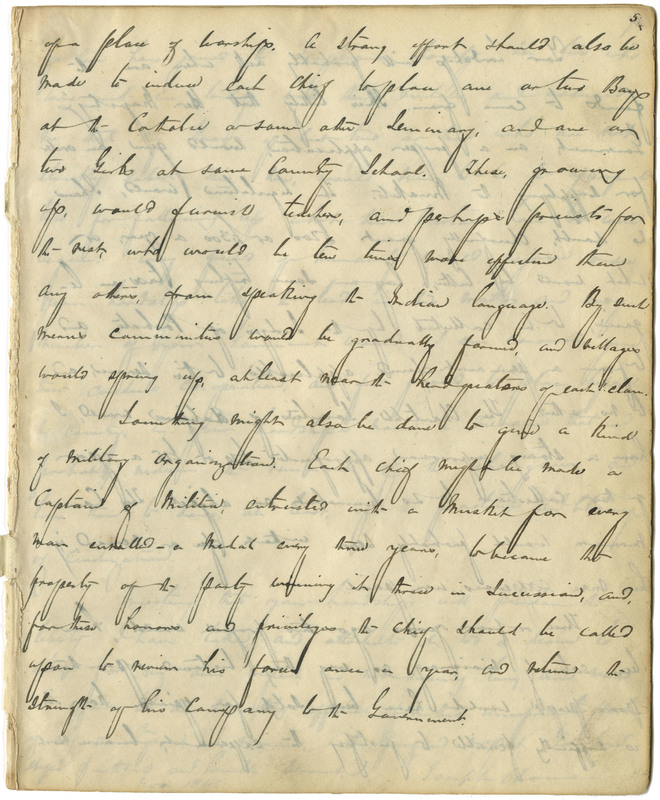 5
of a place of worship. A strong effort should also be
made to induce each Chief to place one or two Boys
at the Catholic or some other Seminary, and one or
two Girls at some County School. These, growing
up, would furnish teachers, and perhaps priests for
the rest, who would be ten times more effective than
any others, from speaking the Indian language. By such
means communities would be gradually formed, and villages
would spring up, at least near the head quarters of each clan.
Something might also be done to give a kind
of Military organization. Each Chief might be made a
Captain of Militia, entrusted with a Musket for every
man enrolled - a Medal every three years, to become the
property of the party winning it thrice in Succession, and,
for these honors and privileges the Chief should be called
upon to review his forces once a year, and return the
strength of his Company to the Government.